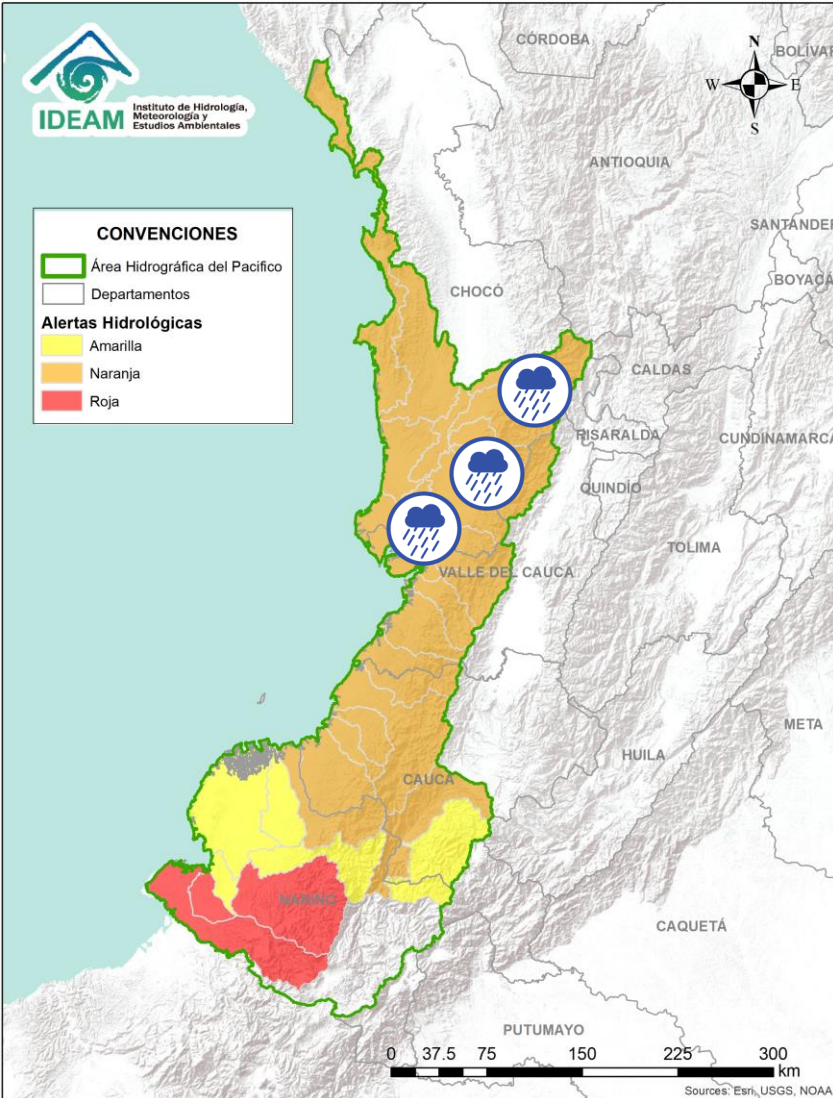 IDEAM
Instituto de Hidrología,
Meteorología y
Estudios Ambientales
CÓRDOBA
BOLÍVAR
N
W
E
S
ANTIOQUIA
SANTANDER
BOYACÁ
CONVENCIONES
Área Hidrográfica del Pacifico
Departamentos
Alertas Hidrológicas
Amarilla
Naranja
Roja
CHOCÓ
CALDAS
RISARALDA
CUNDINAMARCA
QUINDÍO
TOLIMA
VALLE DEL CAUCA
META
HUILA
CAUCA
NARIÑO
CAQUETÁ
PUTUMAYO
0 37.5 75 150 225 300
km
Sources: Esri, USGS, NOAA